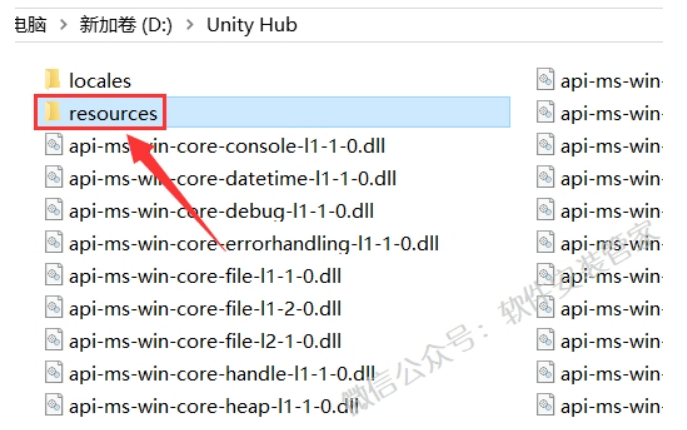 电脑 > 新加卷 (D:) > Unity Hub
locales
resources
api-ms-win-core-console-l1-1-0.dll
api-ms-win-core-datetime-l1-1-0.dll
api-ms-win-core-debug-l1-1-0.dll
api-ms-win-core-errorhandling-l1-1-0.dll
api-ms-win-core-file-l1-1-0.dll
api-ms-win-core-file-l1-2-0.dll
api-ms-win-core-file-l2-1-0.dll
api-ms-win-core-handle-l1-1-0.dll
api-ms-win-core-heap-l1-1-0.dll
api-ms-win-
api-ms-win-
api-ms-win-
api-ms-win-
api-ms-win-
api-ms-win-
api-ms-win-
api-ms-win-
api-ms-win-
api-ms-win-
api-ms-win-
微信公众号：软件安装管家